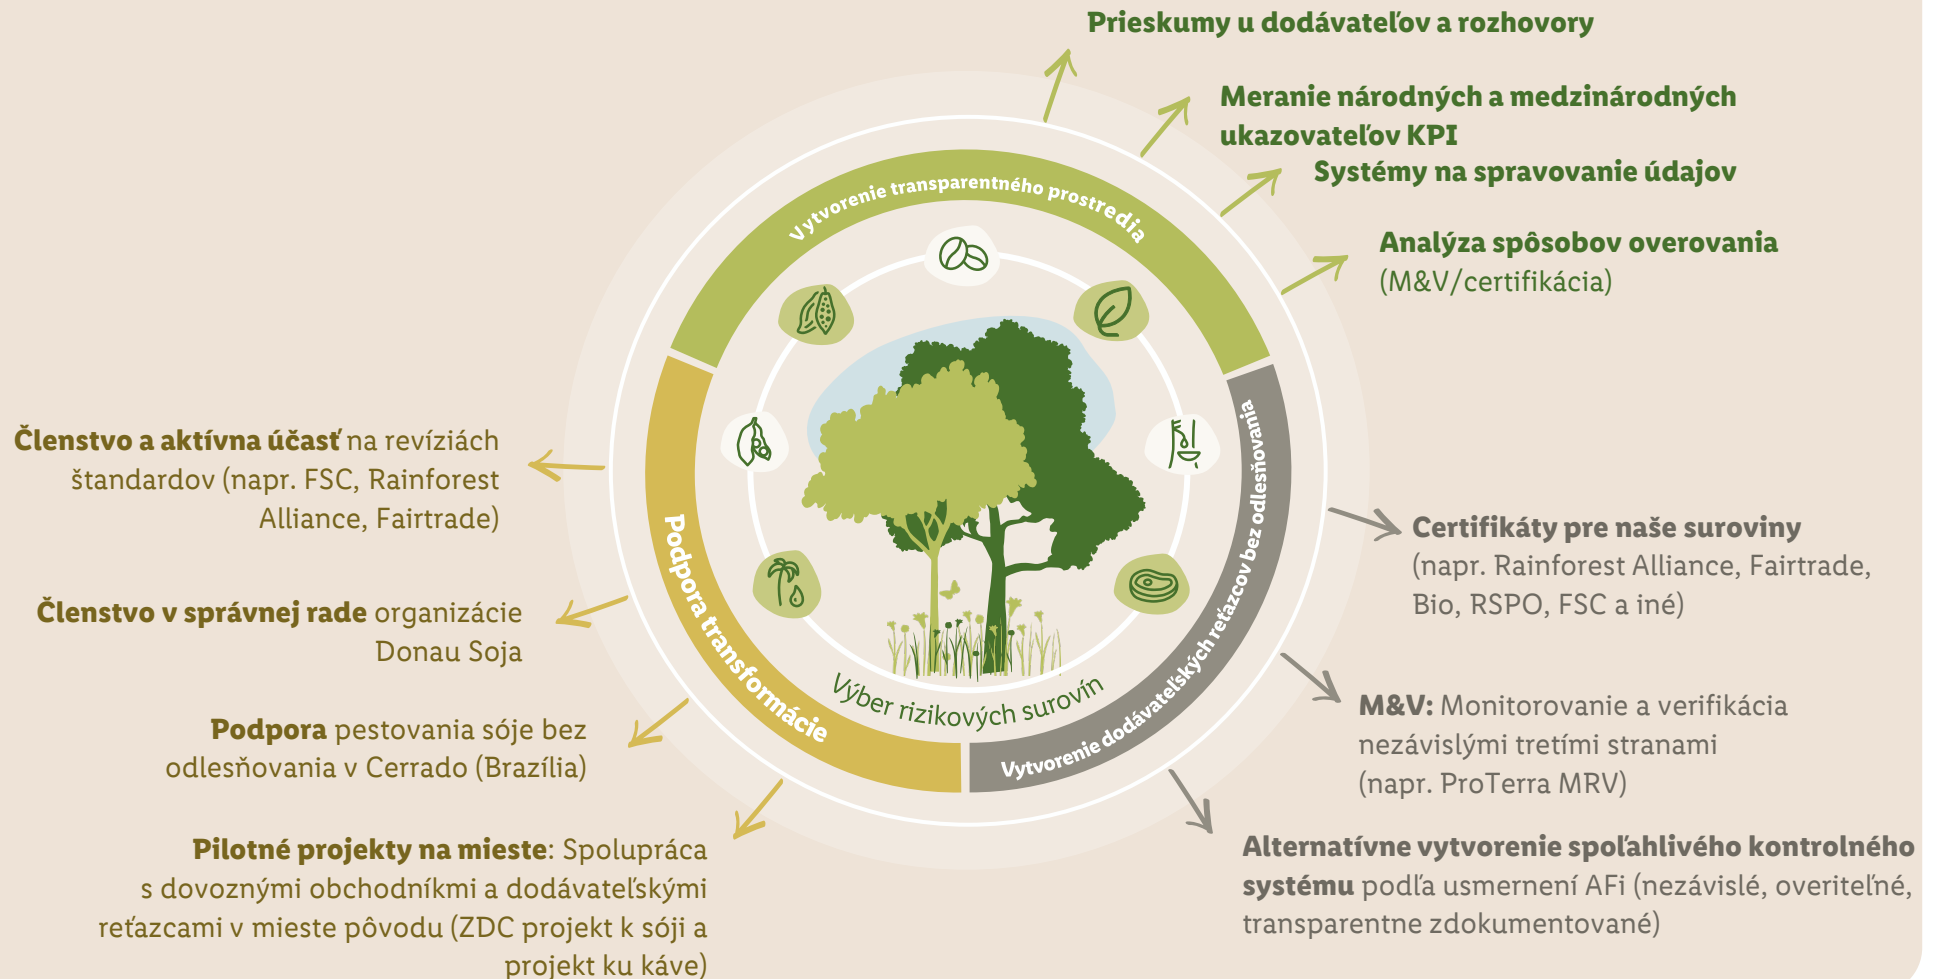 Prieskumy u dodávateľov a rozhovory
Meranie národných a medzinárodných
ukazovateľov KPI
Systémy na spravovanie údajov
Analýza spôsobov overovania
(M&V/certifikácia)
Vytvorenie transparentného prostredia
Vytvorenie dodávateľských reťazcov bez odlesňovania
Podpora transformácie
Výber rizikových surovín
Členstvo a aktívna účasť na revíziách
štandardov (napr. FSC, Rainforest
Alliance, Fairtrade)
Členstvo v správnej rade organizácie
Donau Soja
Podpora pestovania sóje bez
odlesňovania v Cerrado (Brazília)
Pilotné projekty na mieste: Spolupráca
s dovoznými obchodníkmi a dodávateľskými
reťazcami v mieste pôvodu (ZDC projekt k sóji a
projekt ku káve)
Certifikáty pre naše suroviny
(napr. Rainforest Alliance, Fairtrade,
Bio, RSPO, FSC a iné)
M&V: Monitorovanie a verifikácia
nezávislými tretími stranami
(napr. ProTerra MRV)
Alternatívne vytvorenie spoľahlivého kontrolného
systému podľa usmernení AFi (nezávislé, overiteľné,
transparentne zdokumentované)